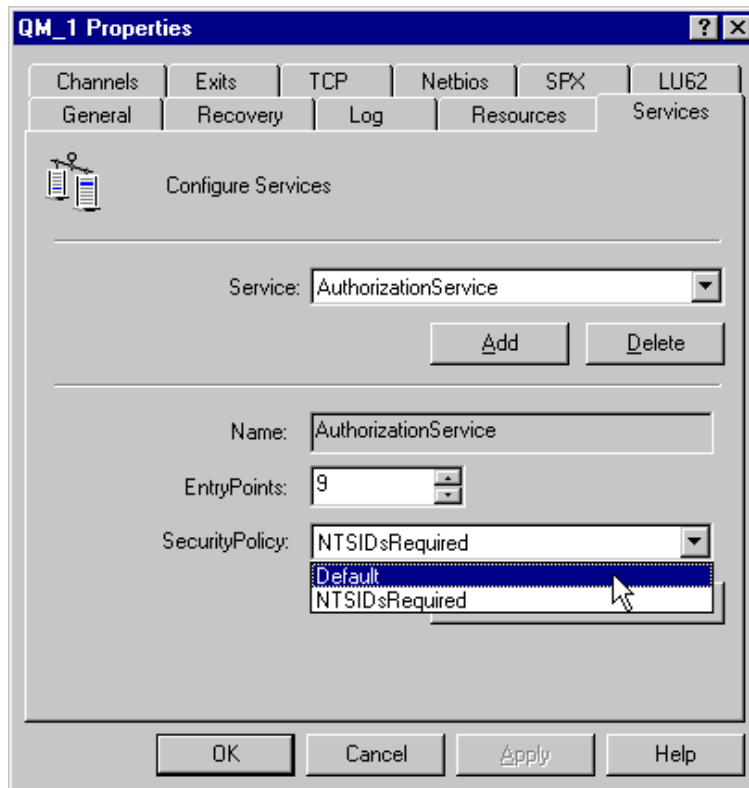 QM_1 Properties
Channels Exits TCP Netbios SPX LU62
General Recovery Log Resources Services
Configure Services
Service: AuthorizationService
Add Delete
Name: AuthorizationService
EntryPoints: 9
SecurityPolicy: NTSIDsRequired
Default
NTSIDsRequired
OK Cancel Apply Help